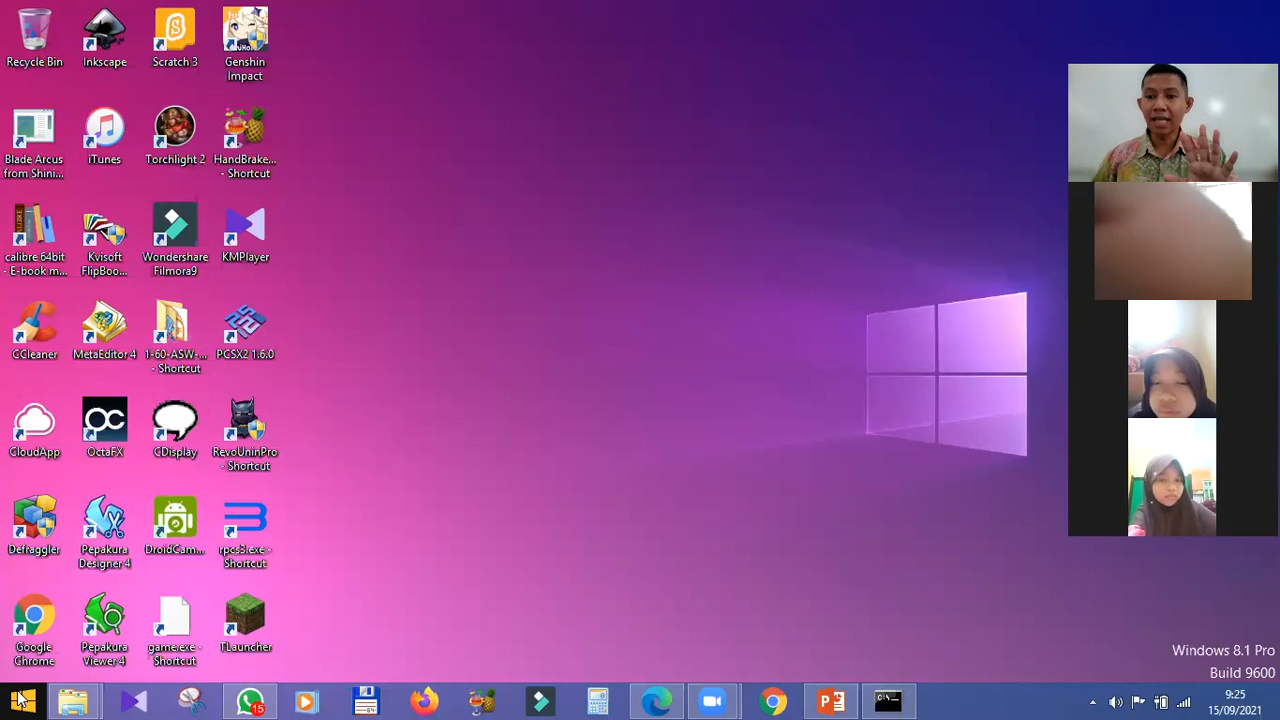 Recycle Bin
Inkscape
Scratch 3
Genshin
Impact
Blade Arcus
from Shini...
iTunes
Torchlight 2
HandBrake...
- Shortcut
calibre 64bit
- E-book m...
Kvisoft
FlipBoo...
Wondershare
Filmora9
KMPlayer
CCleaner
MetaEditor 4
1-60-ASW-...
- Shortcut
PCSX2 1.6.0
CloudApp
OctaFX
CDisplay
RevoUninPro
- Shortcut
Defraggler
Pepakura
Designer 4
DroidCam...
rpcs3.exe -
Shortcut
Google
Chrome
Pepakura
Viewer 4
game.exe -
Shortcut
TLauncher
Windows 8.1 Pro
Build 9600
15
64
9:25
15/09/2021